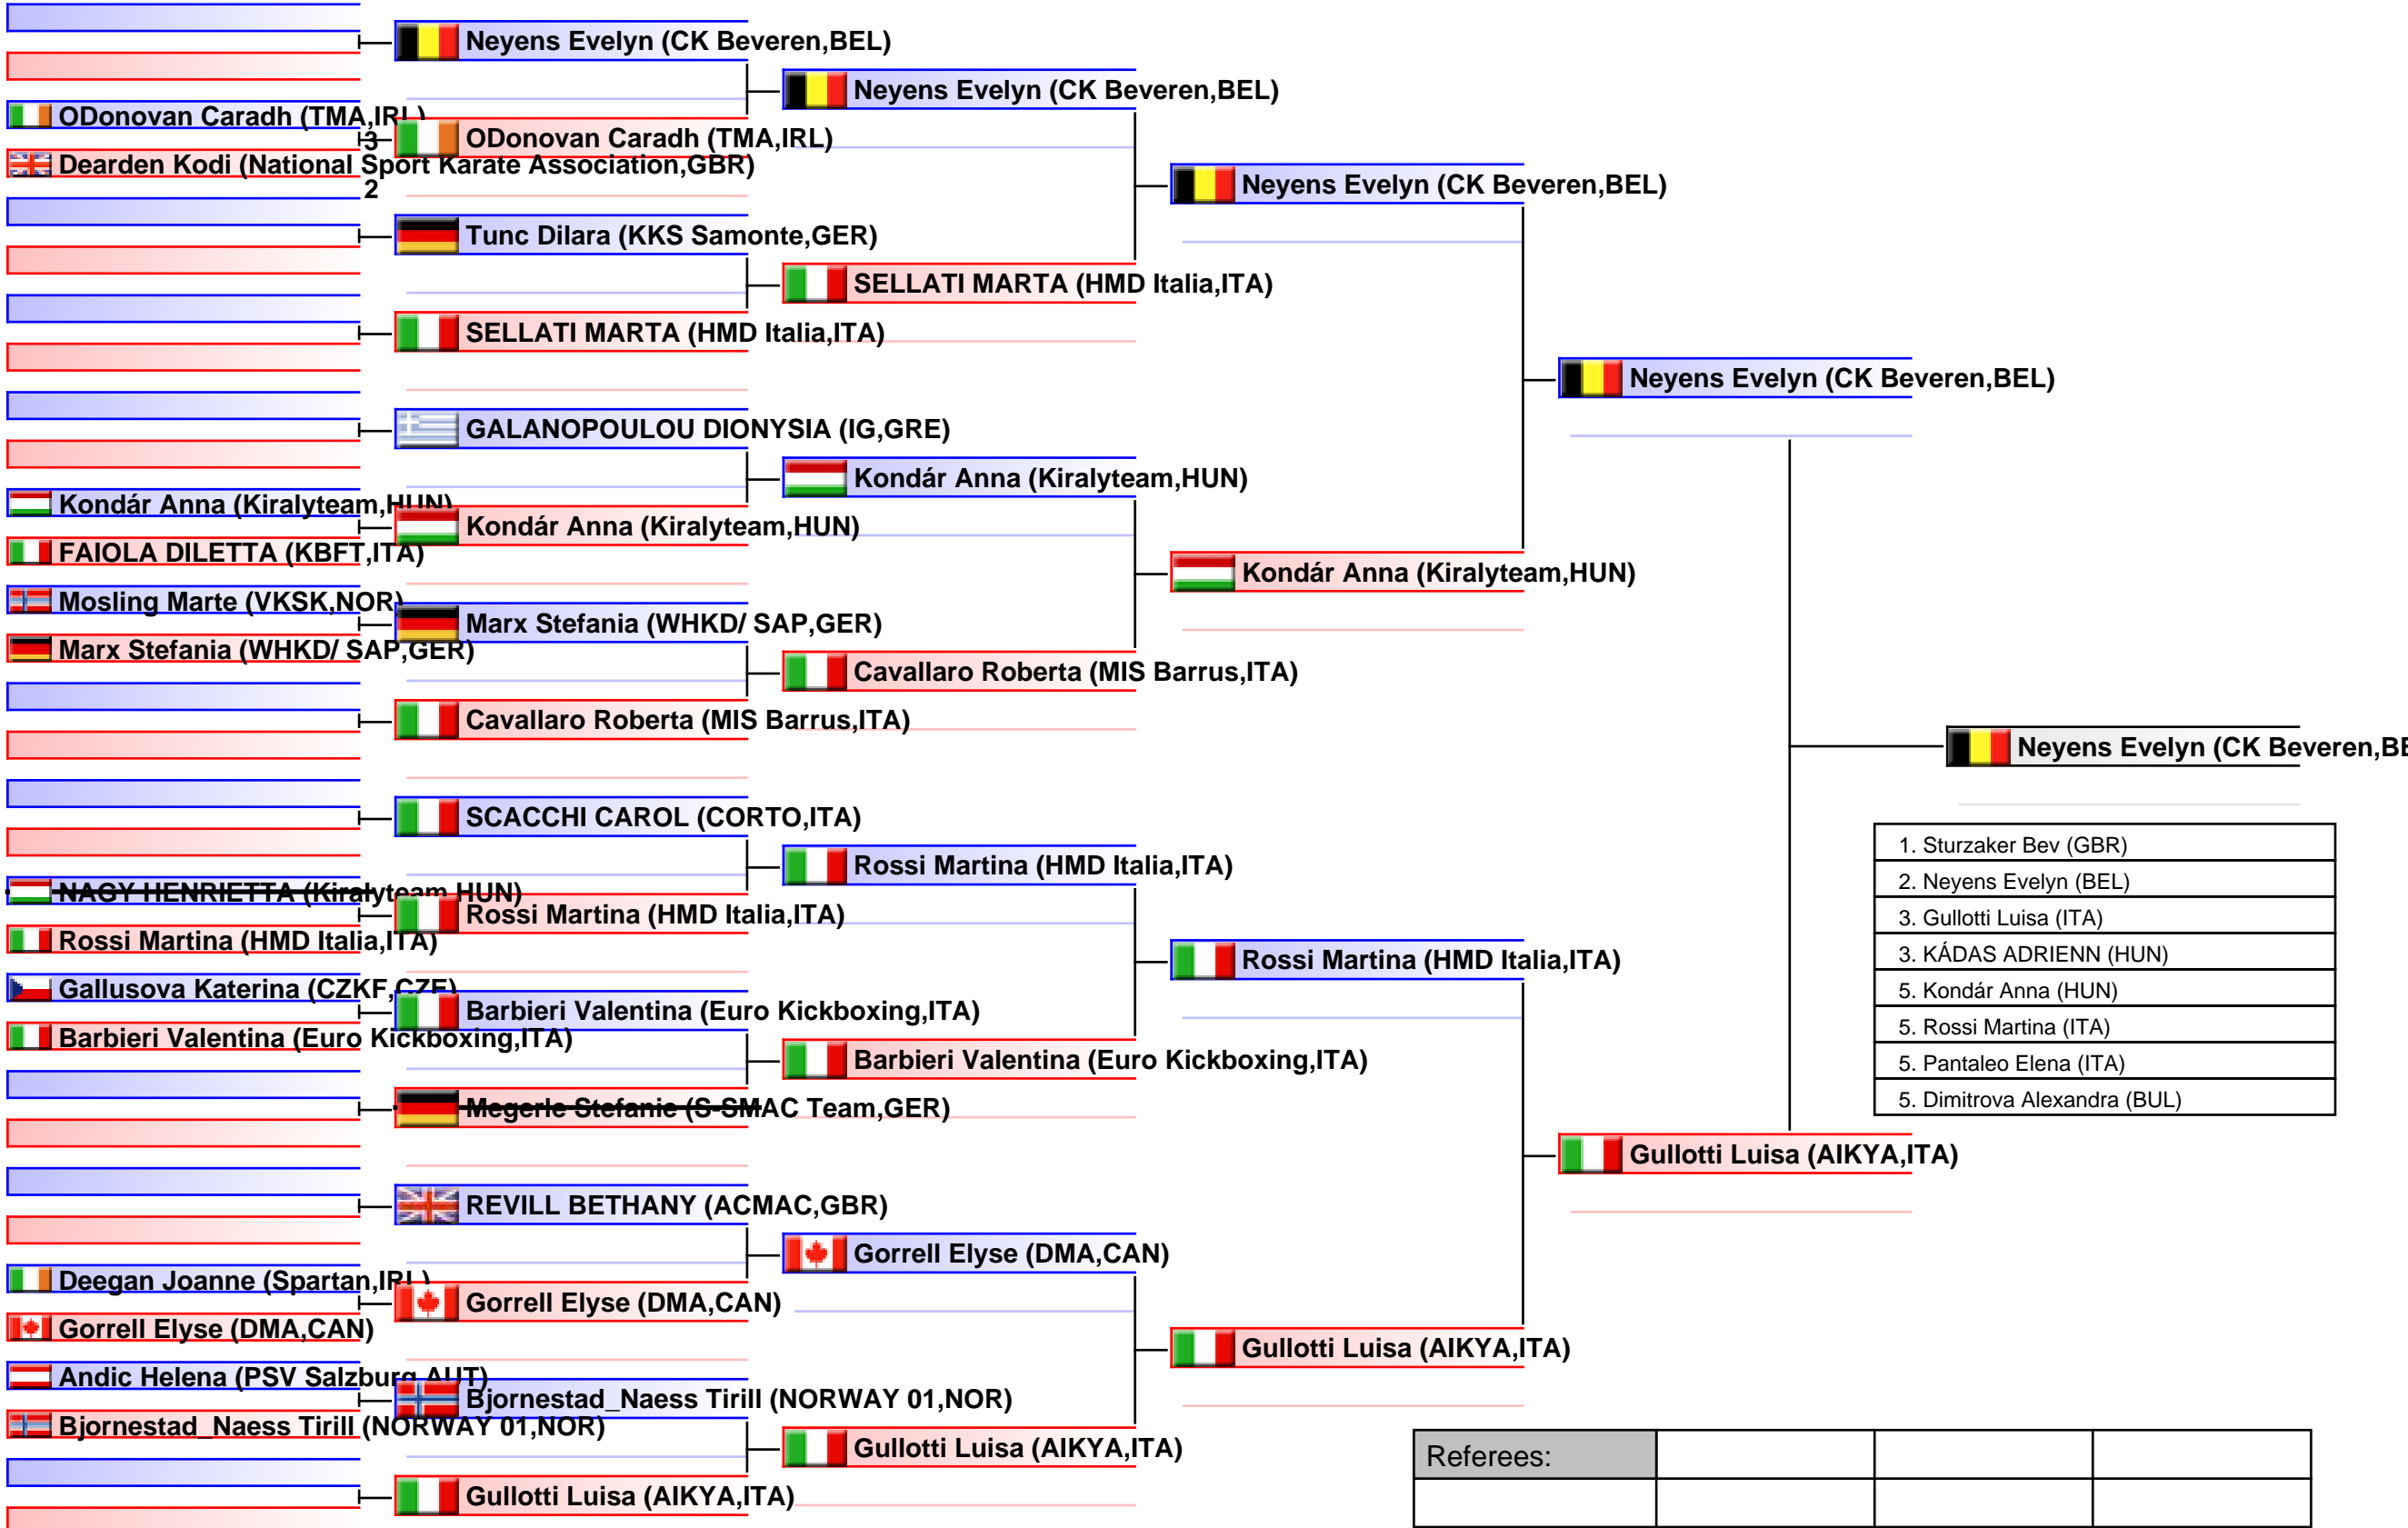 Neyens Evelyn (CK Beveren,BEL)
ODonovan Caradh (TMA,IRL)
3
Dearden Kodi (National Sport Karate Association,GBR)
2
ODonovan Caradh (TMA,IRL)
Neyens Evelyn (CK Beveren,BEL)
Tunc Dilara (KKS Samonte,GER)
SELLATI MARTA (HMD Italia,ITA)
SELLATI MARTA (HMD Italia,ITA)
Neyens Evelyn (CK Beveren,BEL)
GALANOPOULOU DIONYSIA (IG,GRE)
Kondár Anna (Kiralyteam,HUN)
FAIOLA DILETTA (KBFT,ITA)
Kondár Anna (Kiralyteam,HUN)
Kondár Anna (Kiralyteam,HUN)
Mosling Marte (VKSK,NOR)
Marx Stefania (WHKD/ SAP,GER)
Marx Stefania (WHKD/ SAP,GER)
Cavallaro Roberta (MIS Barrus,ITA)
Cavallaro Roberta (MIS Barrus,ITA)
Kondár Anna (Kiralyteam,HUN)
Neyens Evelyn (CK Beveren,BEL)
SCACCHI CAROL (CORTO,ITA)
NAGY HENRIETTA (Kiralyteam,HUN)
Rossi Martina (HMD Italia,ITA)
Rossi Martina (HMD Italia,ITA)
Rossi Martina (HMD Italia,ITA)
Gallusova Katerina (CZKF,CZE)
Barbieri Valentina (Euro Kickboxing,ITA)
Barbieri Valentina (Euro Kickboxing,ITA)
Megerle Stefanie (S-SMAC Team,GER)
Barbieri Valentina (Euro Kickboxing,ITA)
Rossi Martina (HMD Italia,ITA)
REVILL BETHANY (ACMAC,GBR)
Deegan Joanne (Spartan,IRL)
Gorrell Elyse (DMA,CAN)
Gorrell Elyse (DMA,CAN)
Gorrell Elyse (DMA,CAN)
Andic Helena (PSV Salzburg,AUT)
Bjornestad_Naess Tirill (NORWAY 01,NOR)
Bjornestad_Naess Tirill (NORWAY 01,NOR)
Gullotti Luisa (AIKYA,ITA)
Gullotti Luisa (AIKYA,ITA)
Gullotti Luisa (AIKYA,ITA)
Gullotti Luisa (AIKYA,ITA)
Neyens Evelyn (CK Beveren,BE
1. Sturzaker Bev (GBR)
2. Neyens Evelyn (BEL)
3. Gullotti Luisa (ITA)
3. KÁDAS ADRIENN (HUN)
5. Kondár Anna (HUN)
5. Rossi Martina (ITA)
5. Pantaleo Elena (ITA)
5. Dimitrova Alexandra (BUL)
Referees: